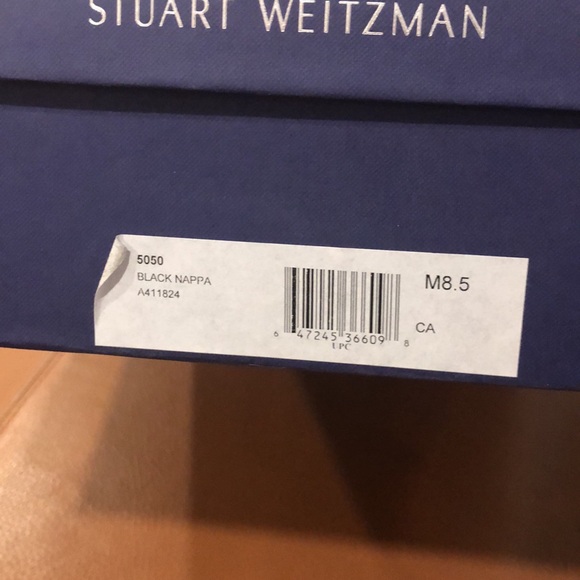 STUART WEITZMAN
5050
BLACK NAPPA
A411824
M8.5
CA
6 47245 36609 8
UPC